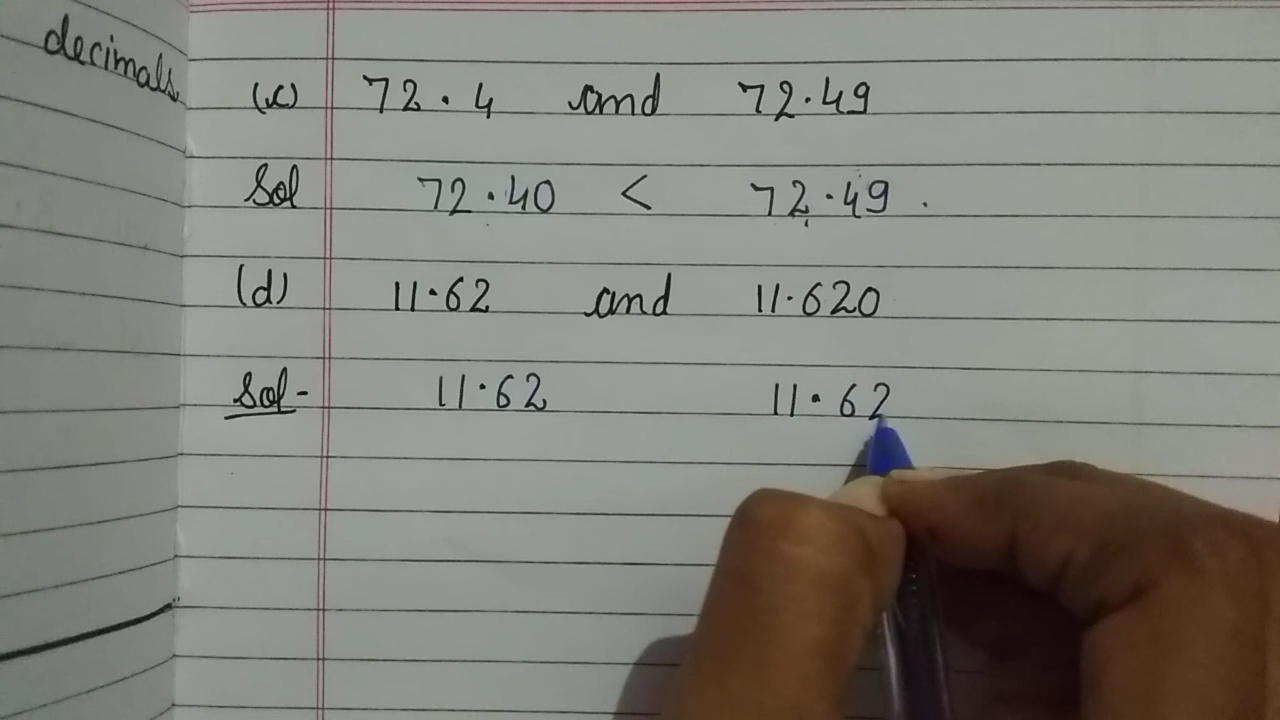 decimals
(c) 72.4 and 72.49
Sol 72.40 < 72.49.
(d) 11.62 and 11.620
Sol- 11.62 11.62